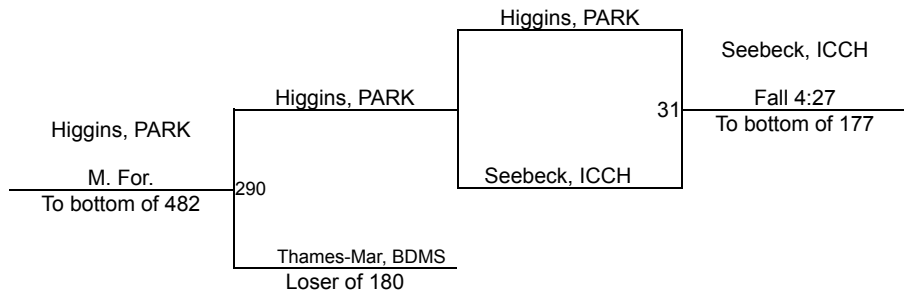 Higgins, PARK
Seebeck, ICCH
Higgins, PARK
Fall 4:27
31
To bottom of 177
Higgins, PARK
M. For.
Seebeck, ICCH
290
To bottom of 482
Thames-Mar, BDMS
Loser of 180